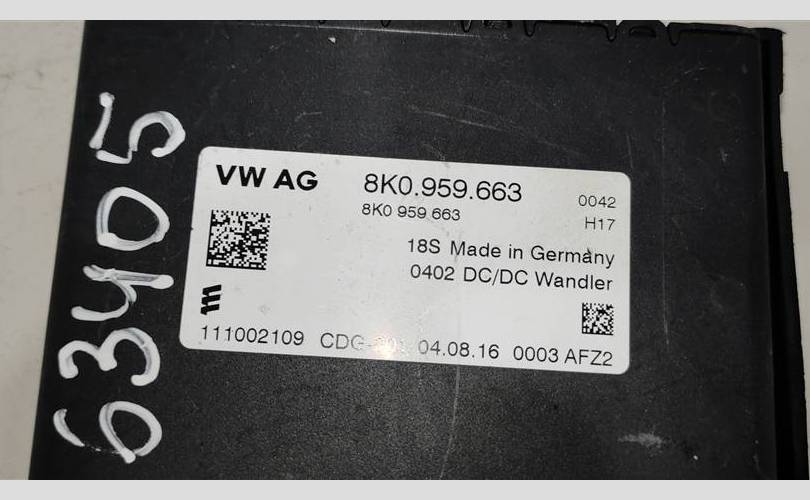 63405
VW AG 8K0.959.663 0042
8K0 959 663 H17
18S Made in Germany
0402 DC/DC Wandler
111002109 04.08.16 0003 AFZ2